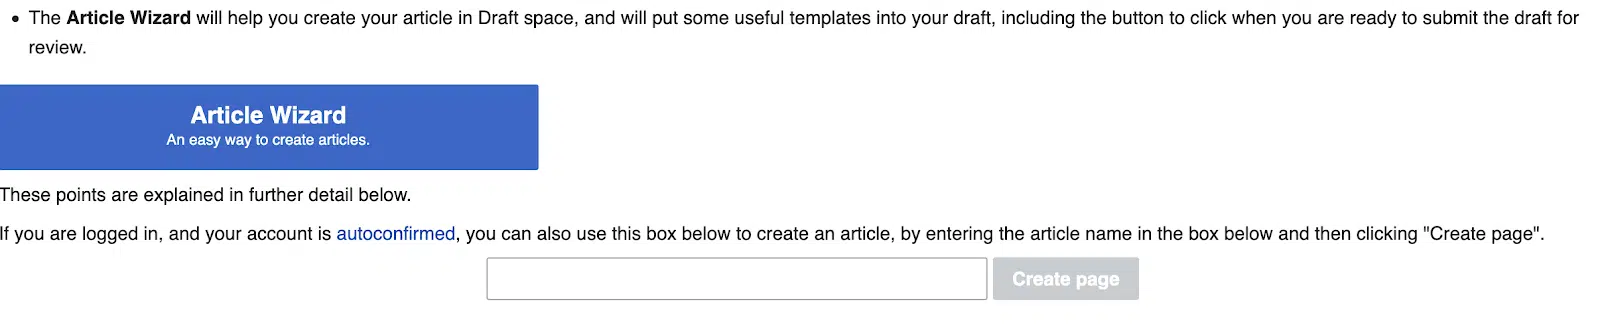 • The Article Wizard will help you create your article in Draft space, and will put some useful templates into your draft, including the button to click when you are ready to submit the draft for
review.
Article Wizard
An easy way to create articles.
These points are explained in further detail below.
If you are logged in, and your account is autoconfirmed, you can also use this box below to create an article, by entering the article name in the box below and then clicking "Create page".
Create page